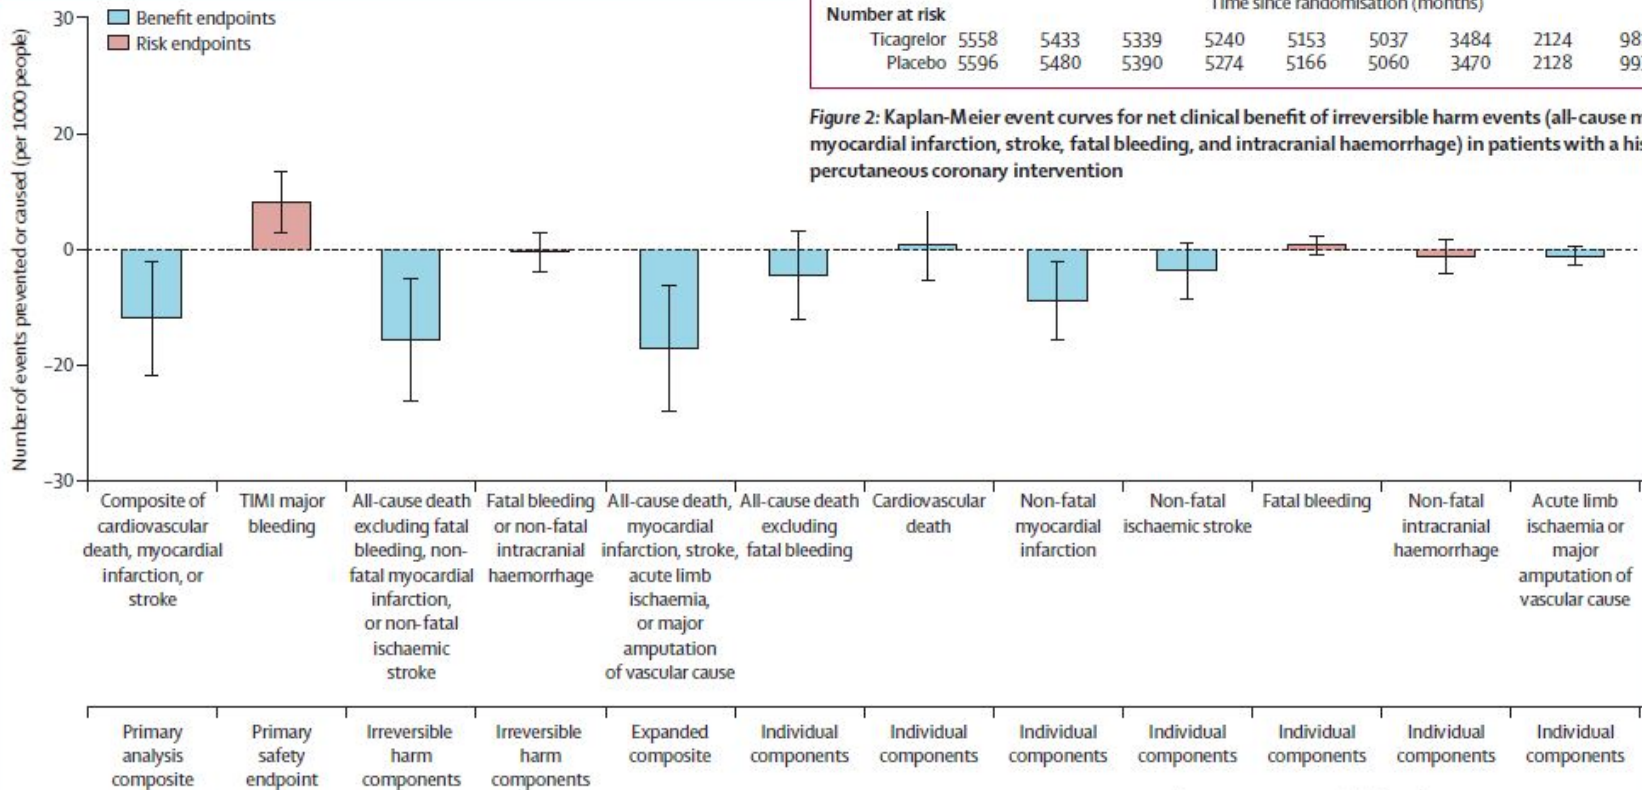 Number of events prevented or caused (per 1000 people)
30
20
0
–20
–30
Benefit endpoints
Risk endpoints
Time since randomisation (months)
Number at risk
Ticagrelor 5558 5433 5339 5240 5153 5037 3484 2124
Placebo 5596 5480 5390 5274 5166 5060 3470 2128
Figure 2: Kaplan-Meier event curves for net clinical benefit of irreversible harm events (all-cause
myocardial infarction, stroke, fatal bleeding, and intracranial haemorrhage) in patients with a
percutaneous coronary intervention
Composite of
cardiovascular
death, myocardial
infarction, or
stroke
TIMI major
bleeding
All-cause death
excluding fatal
bleeding, non-
fatal myocardial
infarction,
or non-fatal
ischaemic
stroke
Fatal bleeding
or non-fatal
intracranial
haemorrhage
All-cause death,
myocardial
infarction, stroke,
acute limb
ischaemia,
or major
amputation
of vascular cause
All-cause death
excluding
fatal bleeding
Cardiovascular
death
Non-fatal
myocardial
infarction
Non-fatal
ischaemic stroke
Fatal bleeding
Non-fatal
intracranial
haemorrhage
Acute limb
ischaemia or
major
amputation of
vascular cause
Primary
analysis
composite
Primary
safety
endpoint
Irreversible
harm
components
Irreversible
harm
components
Expanded
composite
Individual
components
Individual
components
Individual
components
Individual
components
Individual
components
Individual
components
Individual
components